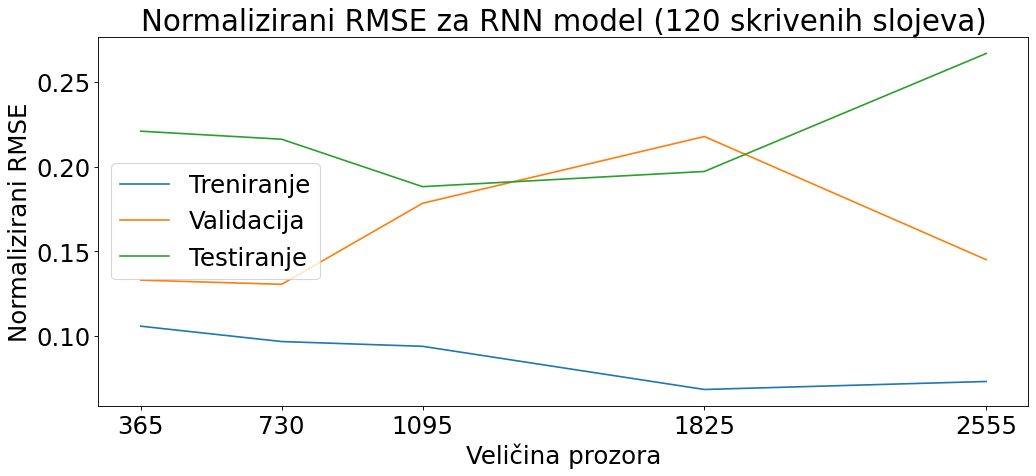 Normalizirani RMSE za RNN model (120 skrivenih slojeva)
Normalizirani RMSE
0.25
0.20
0.15
0.10
Treniranje
Validacija
Testiranje
365 730 1095 1825 2555
Veličina prozora